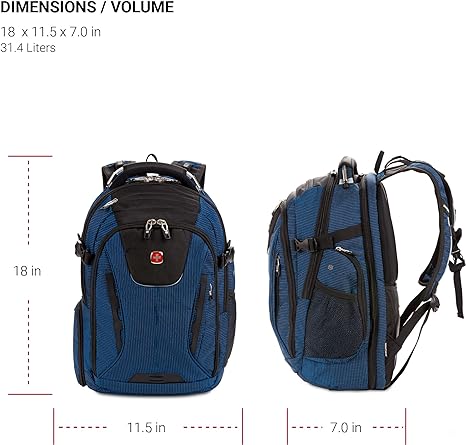 DIMENSIONS / VOLUME
18 x 11.5 x 7.0 in
31.4 Liters
18 in
11.5 in
7.0 in